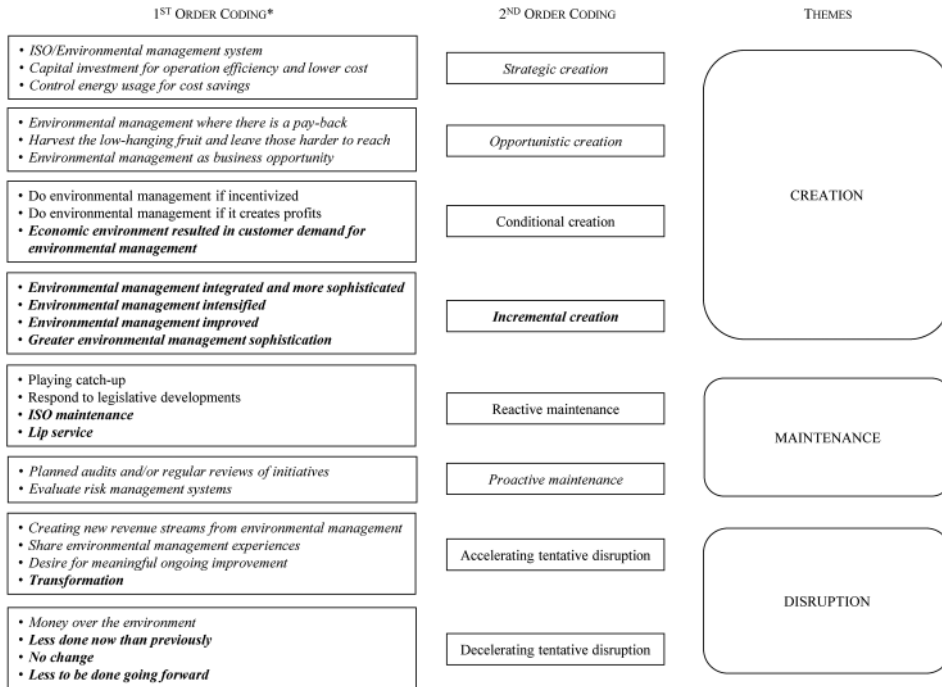 1ST ORDER CODING*
2ND ORDER CODING
THEMES
• ISO/Environmental management system
• Capital investment for operation efficiency and lower cost
• Control energy usage for cost savings
Strategic creation
• Environmental management where there is a pay-back
• Harvest the low-hanging fruit and leave those harder to reach
• Environmental management as business opportunity
Opportunistic creation
• Do environmental management if incentivized
• Do environmental management if it creates profits
• Economic environment resulted in customer demand for
environmental management
Conditional creation
• Environmental management integrated and more sophisticated
• Environmental management intensified
• Environmental management improved
• Greater environmental management sophistication
Incremental creation
CREATION
• Playing catch-up
• Respond to legislative developments
• ISO maintenance
• Lip service
Reactive maintenance
• Planned audits and/or regular reviews of initiatives
• Evaluate risk management systems
Proactive maintenance
MAINTENANCE
• Creating new revenue streams from environmental management
• Share environmental management experiences
• Desire for meaningful ongoing improvement
• Transformation
Accelerating tentative disruption
• Money over the environment
• Less done now than previously
• No change
• Less to be done going forward
Decelerating tentative disruption
DISRUPTION